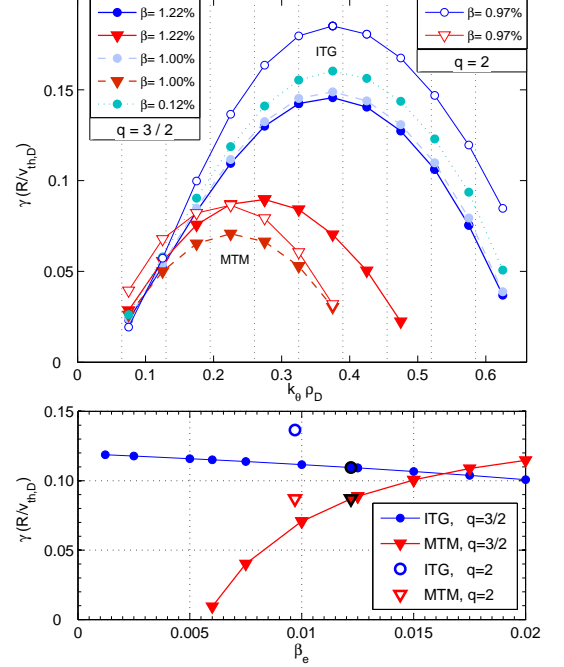 β= 1.22%
β= 1.22%
β= 1.00%
β= 1.00%
β= 0.12%
q = 3 / 2
β= 0.97%
β= 0.97%
q = 2
ITG
MTM
γ (R/v_th,D)
0.15
0.1
0.05
0
0 0.1 0.2 0.3 0.4 0.5 0.6
k_θ ρ_D
γ (R/v_th,D)
0.15
0.100
0.050
0
0.005 0.01 0.015 0.02
β_e
ITG, q=3/2
MTM, q=3/2
ITG, q=2
MTM, q=2